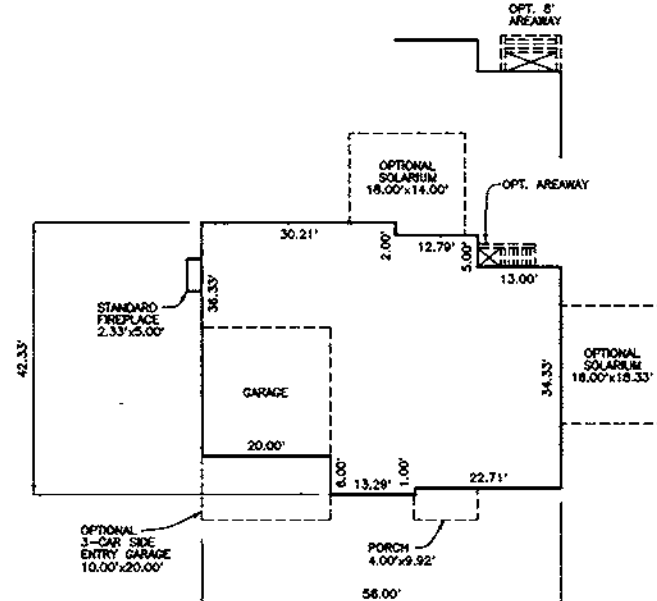 OPT. 8'
AREAWAY
OPTIONAL
SOLARIUM
18.00'x14.00'
OPT. AREAWAY
30.21'
2.00'
12.79'
5.00'
13.00'
STANDARD
FIREPLACE
2.33'x5.00'
36.33'
42.33'
GARAGE
34.33'
OPTIONAL
SOLARIUM
18.00'x18.33'
20.00'
6.00'
13.29'
1.00'
22.71'
OPTIONAL
3-CAR SIDE
ENTRY GARAGE
10.00'x20.00'
PORCH
4.00'x9.92'
56.00'